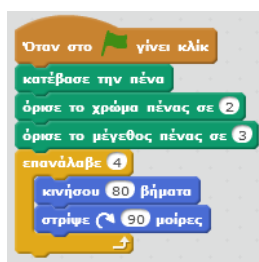 Όταν στο γίνει κλίκ
κατέβασε την πένα
όρισε το χρώμα πένας σε 2
όρισε το μέγεθος πένας σε 3
επανάλαβε 4
κινήσου 80 βήματα
στρίψε 90 μοίρες